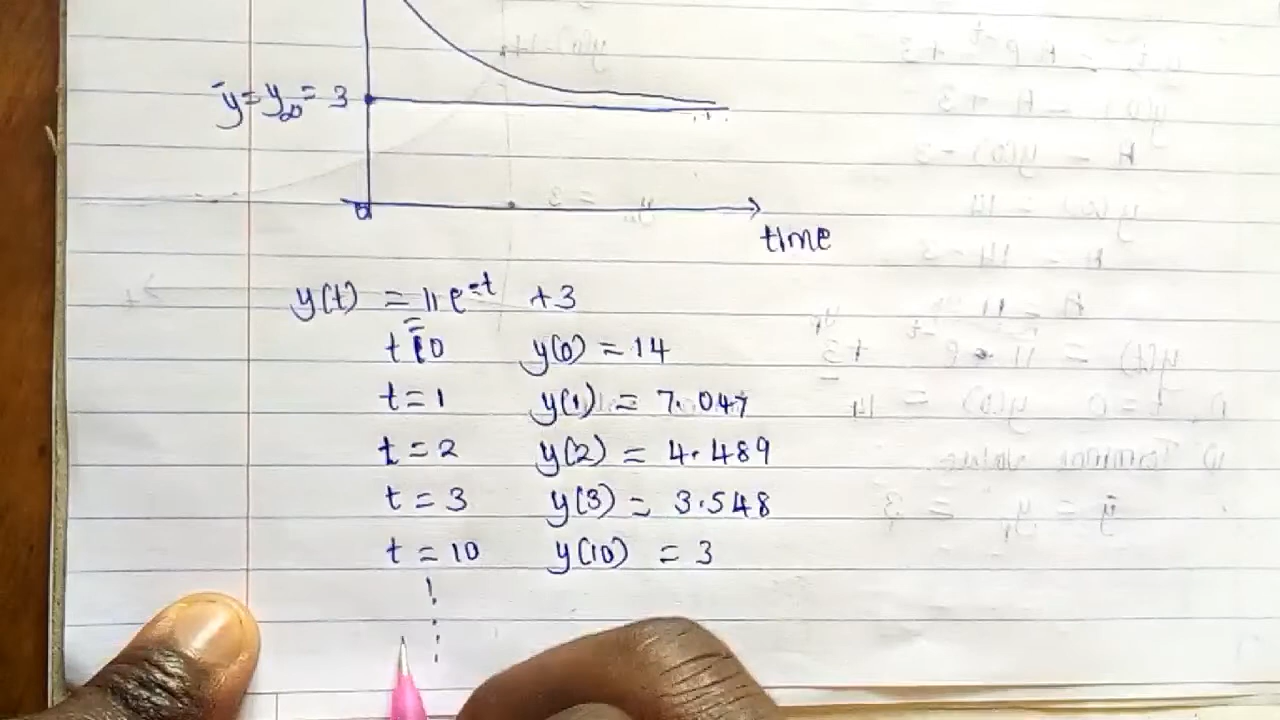 ȳ = y∞ = 3
0
time
y(t) = 11e^-t + 3
t = 0 y(0) = 14
t = 1 y(1) = 7.047
t = 2 y(2) = 4.489
t = 3 y(3) = 3.548
t = 10 y(10) = 3